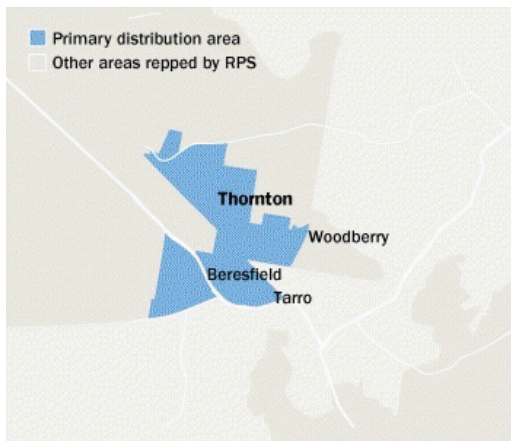 Primary distribution area
Other areas repped by RPS
Thornton
Woodberry
Beresfield
Tarro